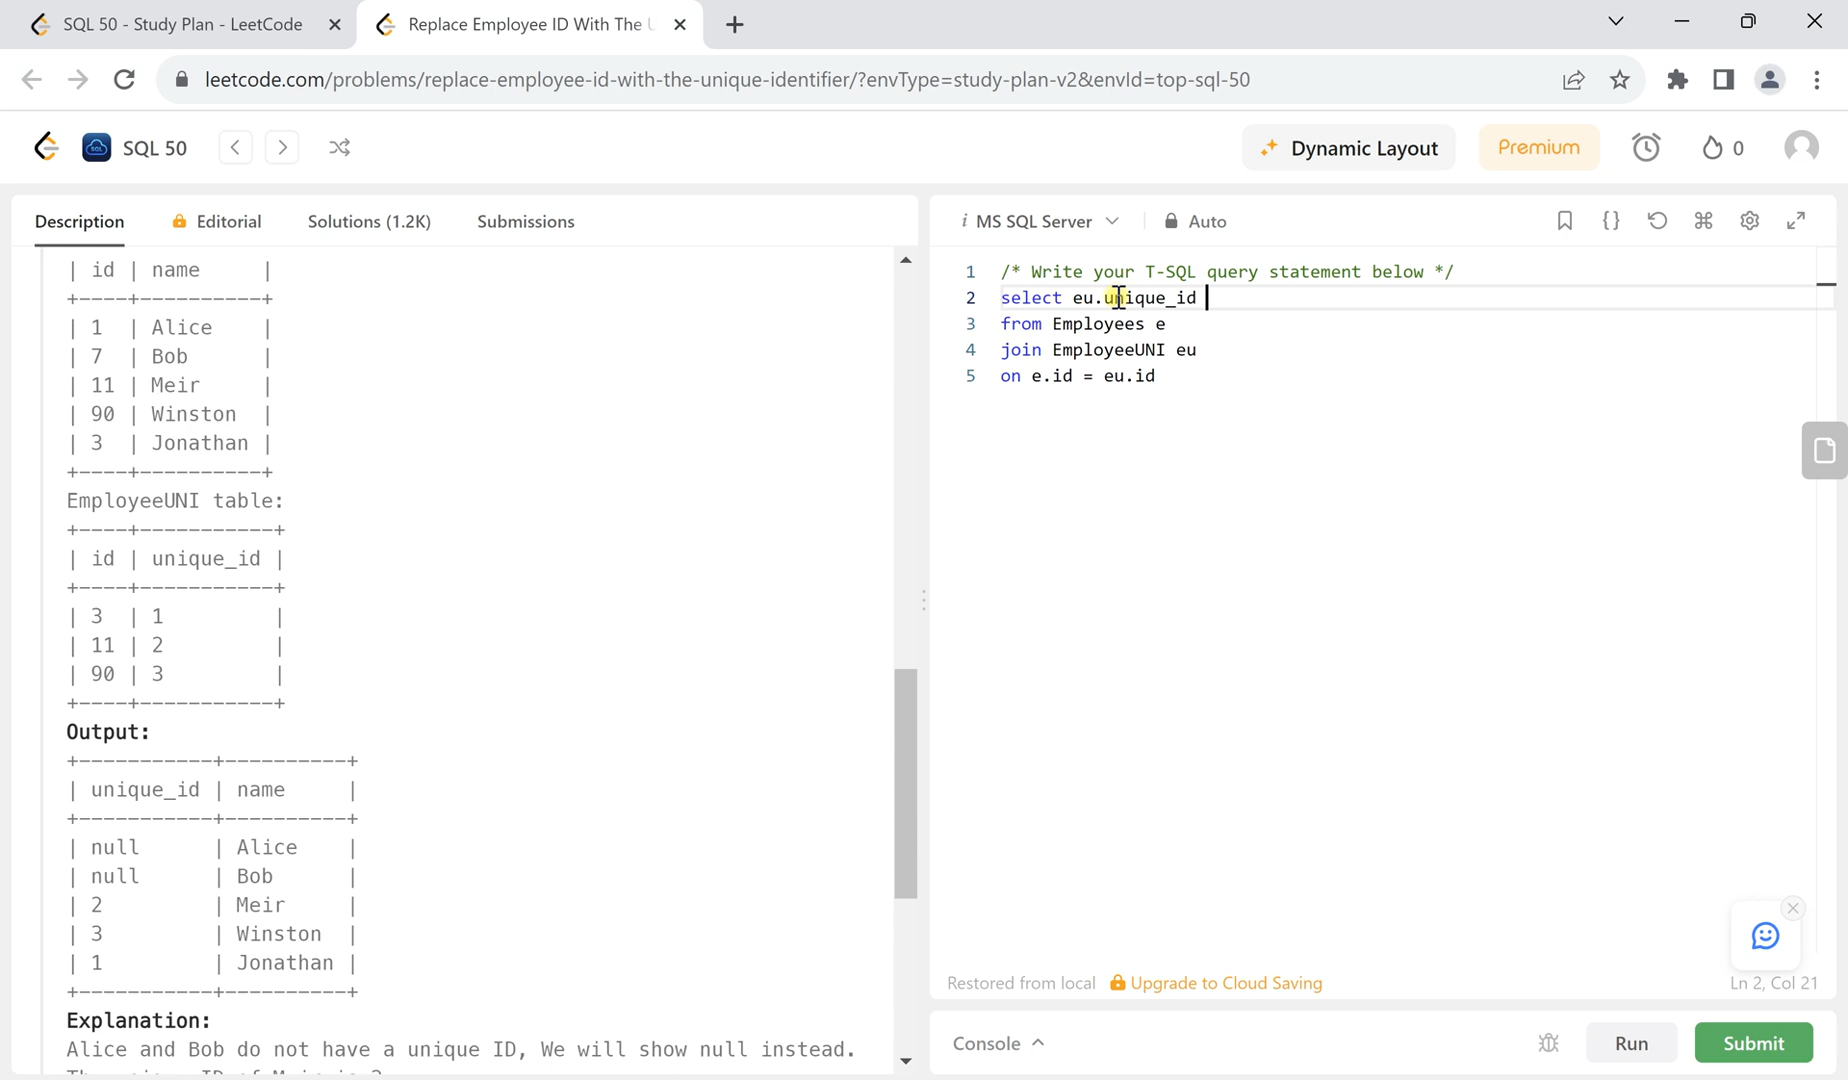 SQL 50 - Study Plan - LeetCode
Replace Employee ID With The U
leetcode.com/problems/replace-employee-id-with-the-unique-identifier/?envType=study-plan-v2&envId=top-sql-50
SQL 50
Dynamic Layout
Premium
0
Description
Editorial
Solutions (1.2K)
Submissions
i MS SQL Server
Auto
| id | name     |
+----+----------+
| 1  | Alice    |
| 7  | Bob      |
| 11 | Meir     |
| 90 | Winston  |
| 3  | Jonathan |
+----+----------+
EmployeeUNI table:
+----+-----------+
| id | unique_id |
+----+-----------+
| 3  | 1         |
| 11 | 2         |
| 90 | 3         |
+----+-----------+
Output:
+-----------+----------+
| unique_id | name     |
+-----------+----------+
| null      | Alice    |
| null      | Bob      |
| 2         | Meir     |
| 3         | Winston  |
| 1         | Jonathan |
+-----------+----------+
Explanation:
Alice and Bob do not have a unique ID, We will show null instead.
1 /* Write your T-SQL query statement below */
2 select eu.unique_id
3 from Employees e
4 join EmployeeUNI eu
5 on e.id = eu.id
Restored from local
Upgrade to Cloud Saving
Ln 2, Col 21
Console
Run
Submit